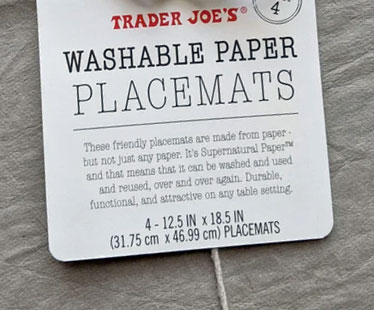 TRADER JOE'S®
4
WASHABLE PAPER
PLACEMATS
These friendly placemats are made from paper -
but not just any paper. It's Supernatural Paper™
and that means that it can be washed and used
and reused, over and over again. Durable,
functional, and attractive on any table setting.
4 - 12.5 IN x 18.5 IN
(31.75 cm x 46.99 cm) PLACEMATS